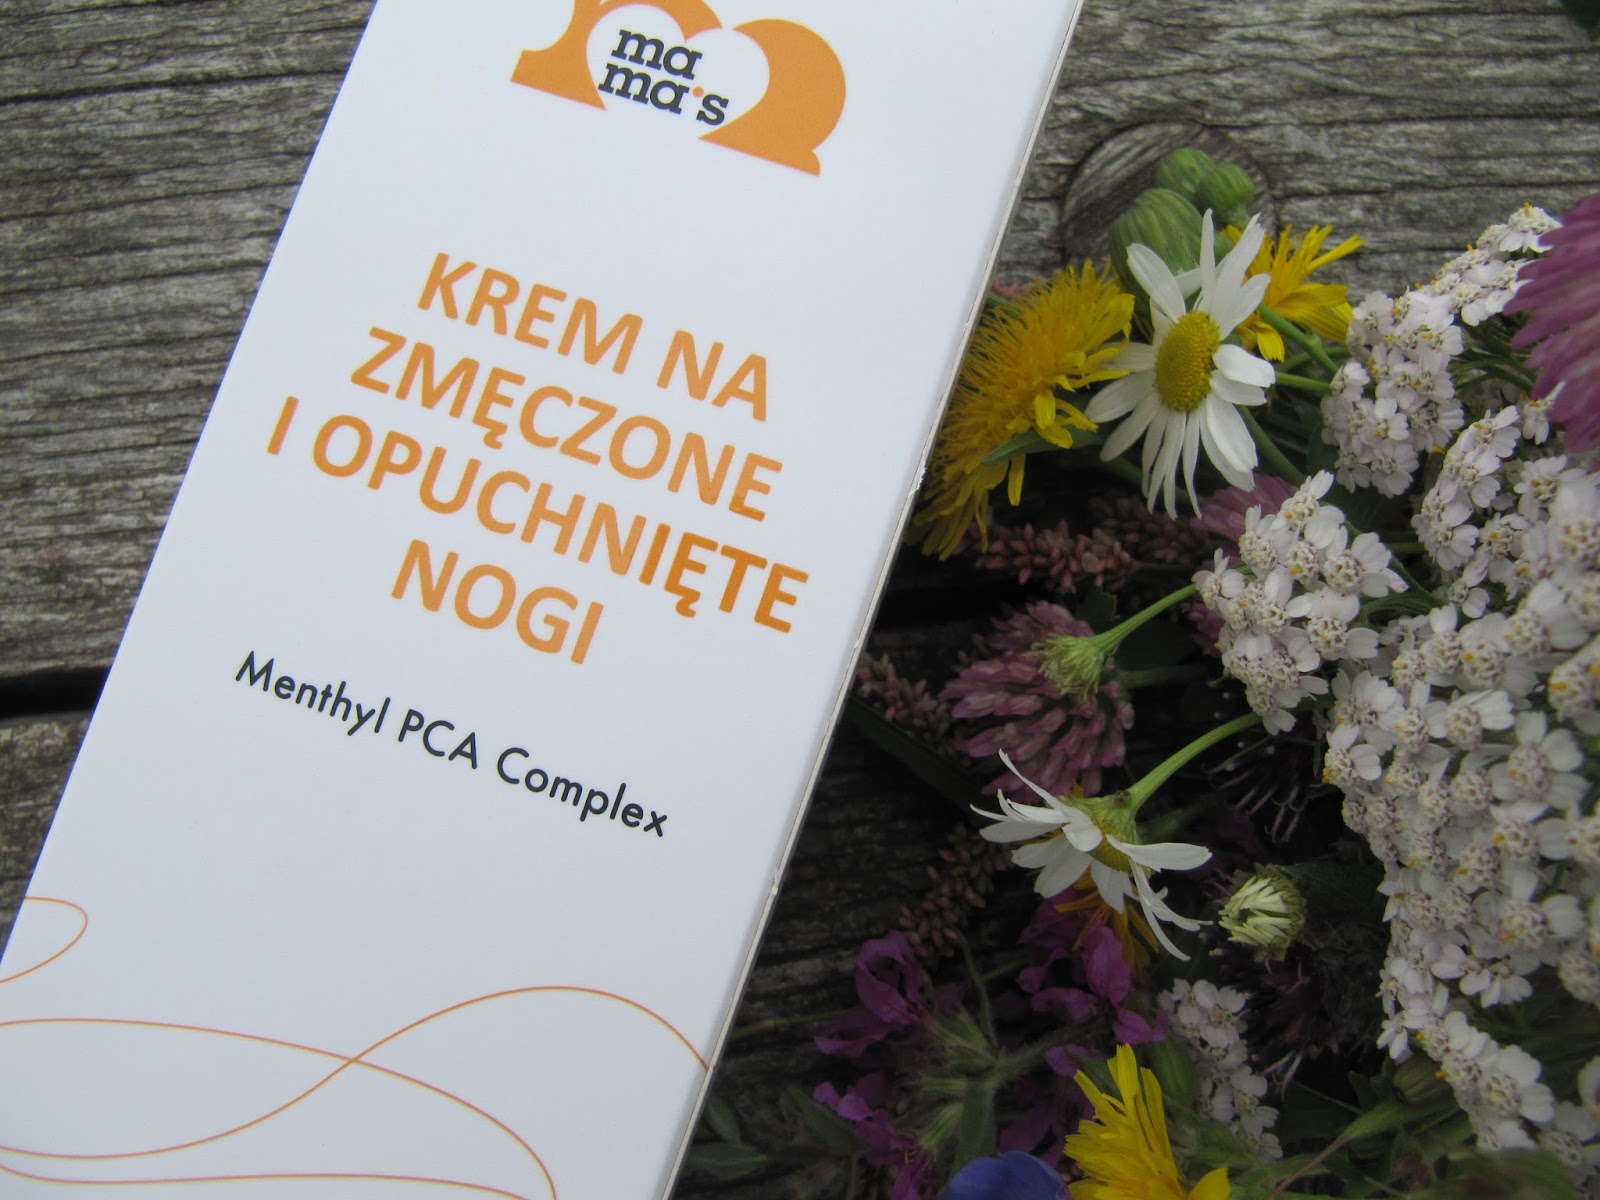 ma
ma's
KREM NA
ZMĘCZONE
I OPUCHNIĘTE
NOGI
Menthyl PCA Complex